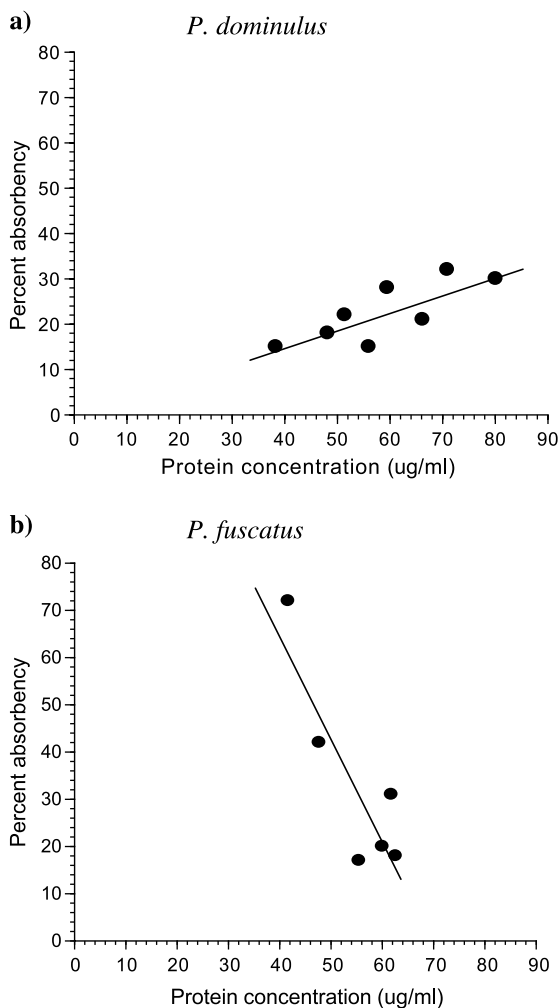 a)
P. dominulus
80
70
60
50
40
30
20
10
0
Percent absorbency
0 10 20 30 40 50 60 70 80 90
Protein concentration (ug/ml)
b)
P. fuscatus
80
70
60
50
40
30
20
10
0
Percent absorbency
0 10 20 30 40 50 60 70 80 90
Protein concentration (ug/ml)